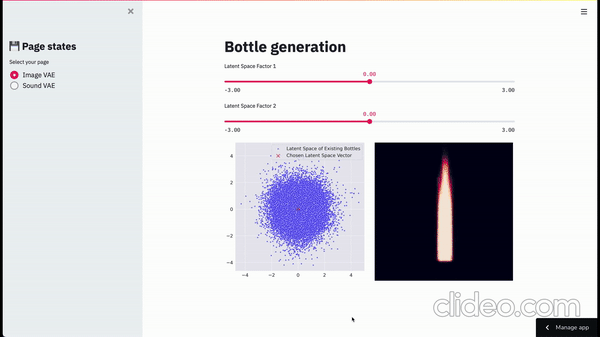 Page states
Select your page
Image VAE
Sound VAE
Bottle generation
Latent Space Factor 1
0.00
-3.00 3.00
Latent Space Factor 2
0.00
-3.00 3.00
Latent Space of Existing Bottles
Chosen Latent Space Vector
4
2
0
−2
−4
−4 −2 0 2 4
clideo.com
Manage app